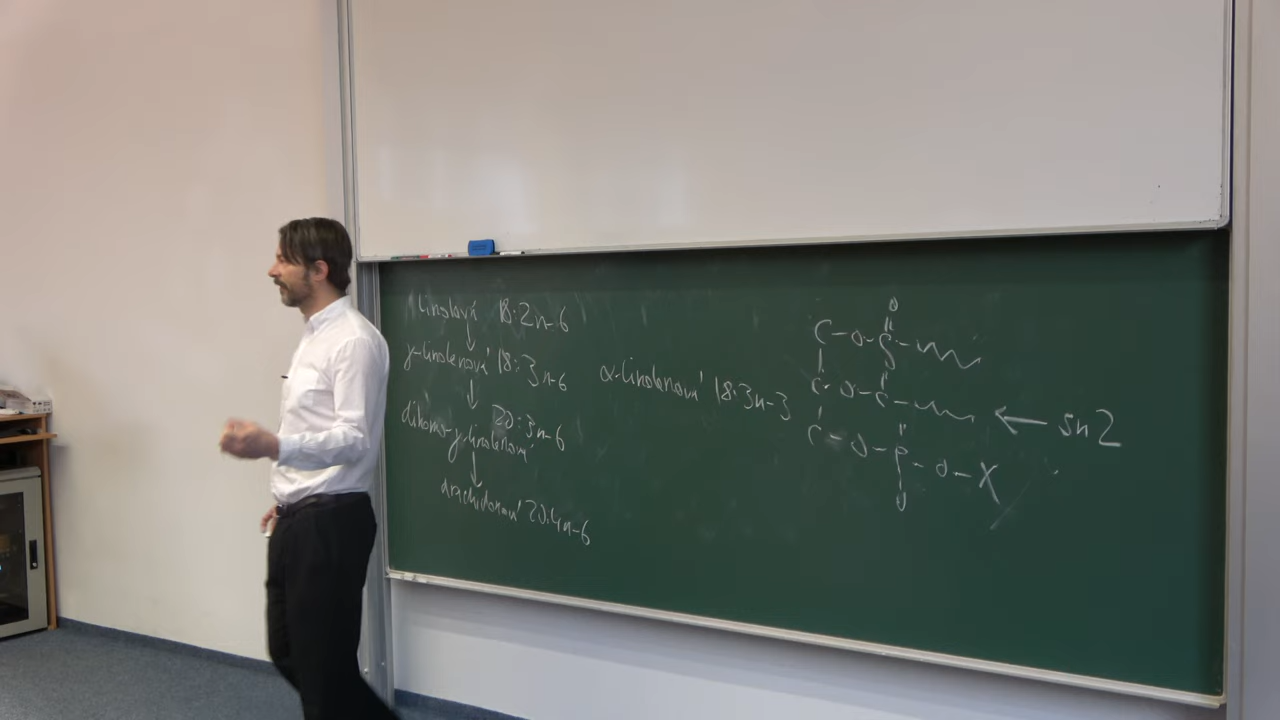 linolová 18:2n-6
γ-linolenová 18:3n-6
dihomo-γ-linolenová 20:3n-6
arachidonová 20:4n-6
α-linolenová 18:3n-3
O
C-O-C
C-O-C
C-O-P-O-X
O
sn2